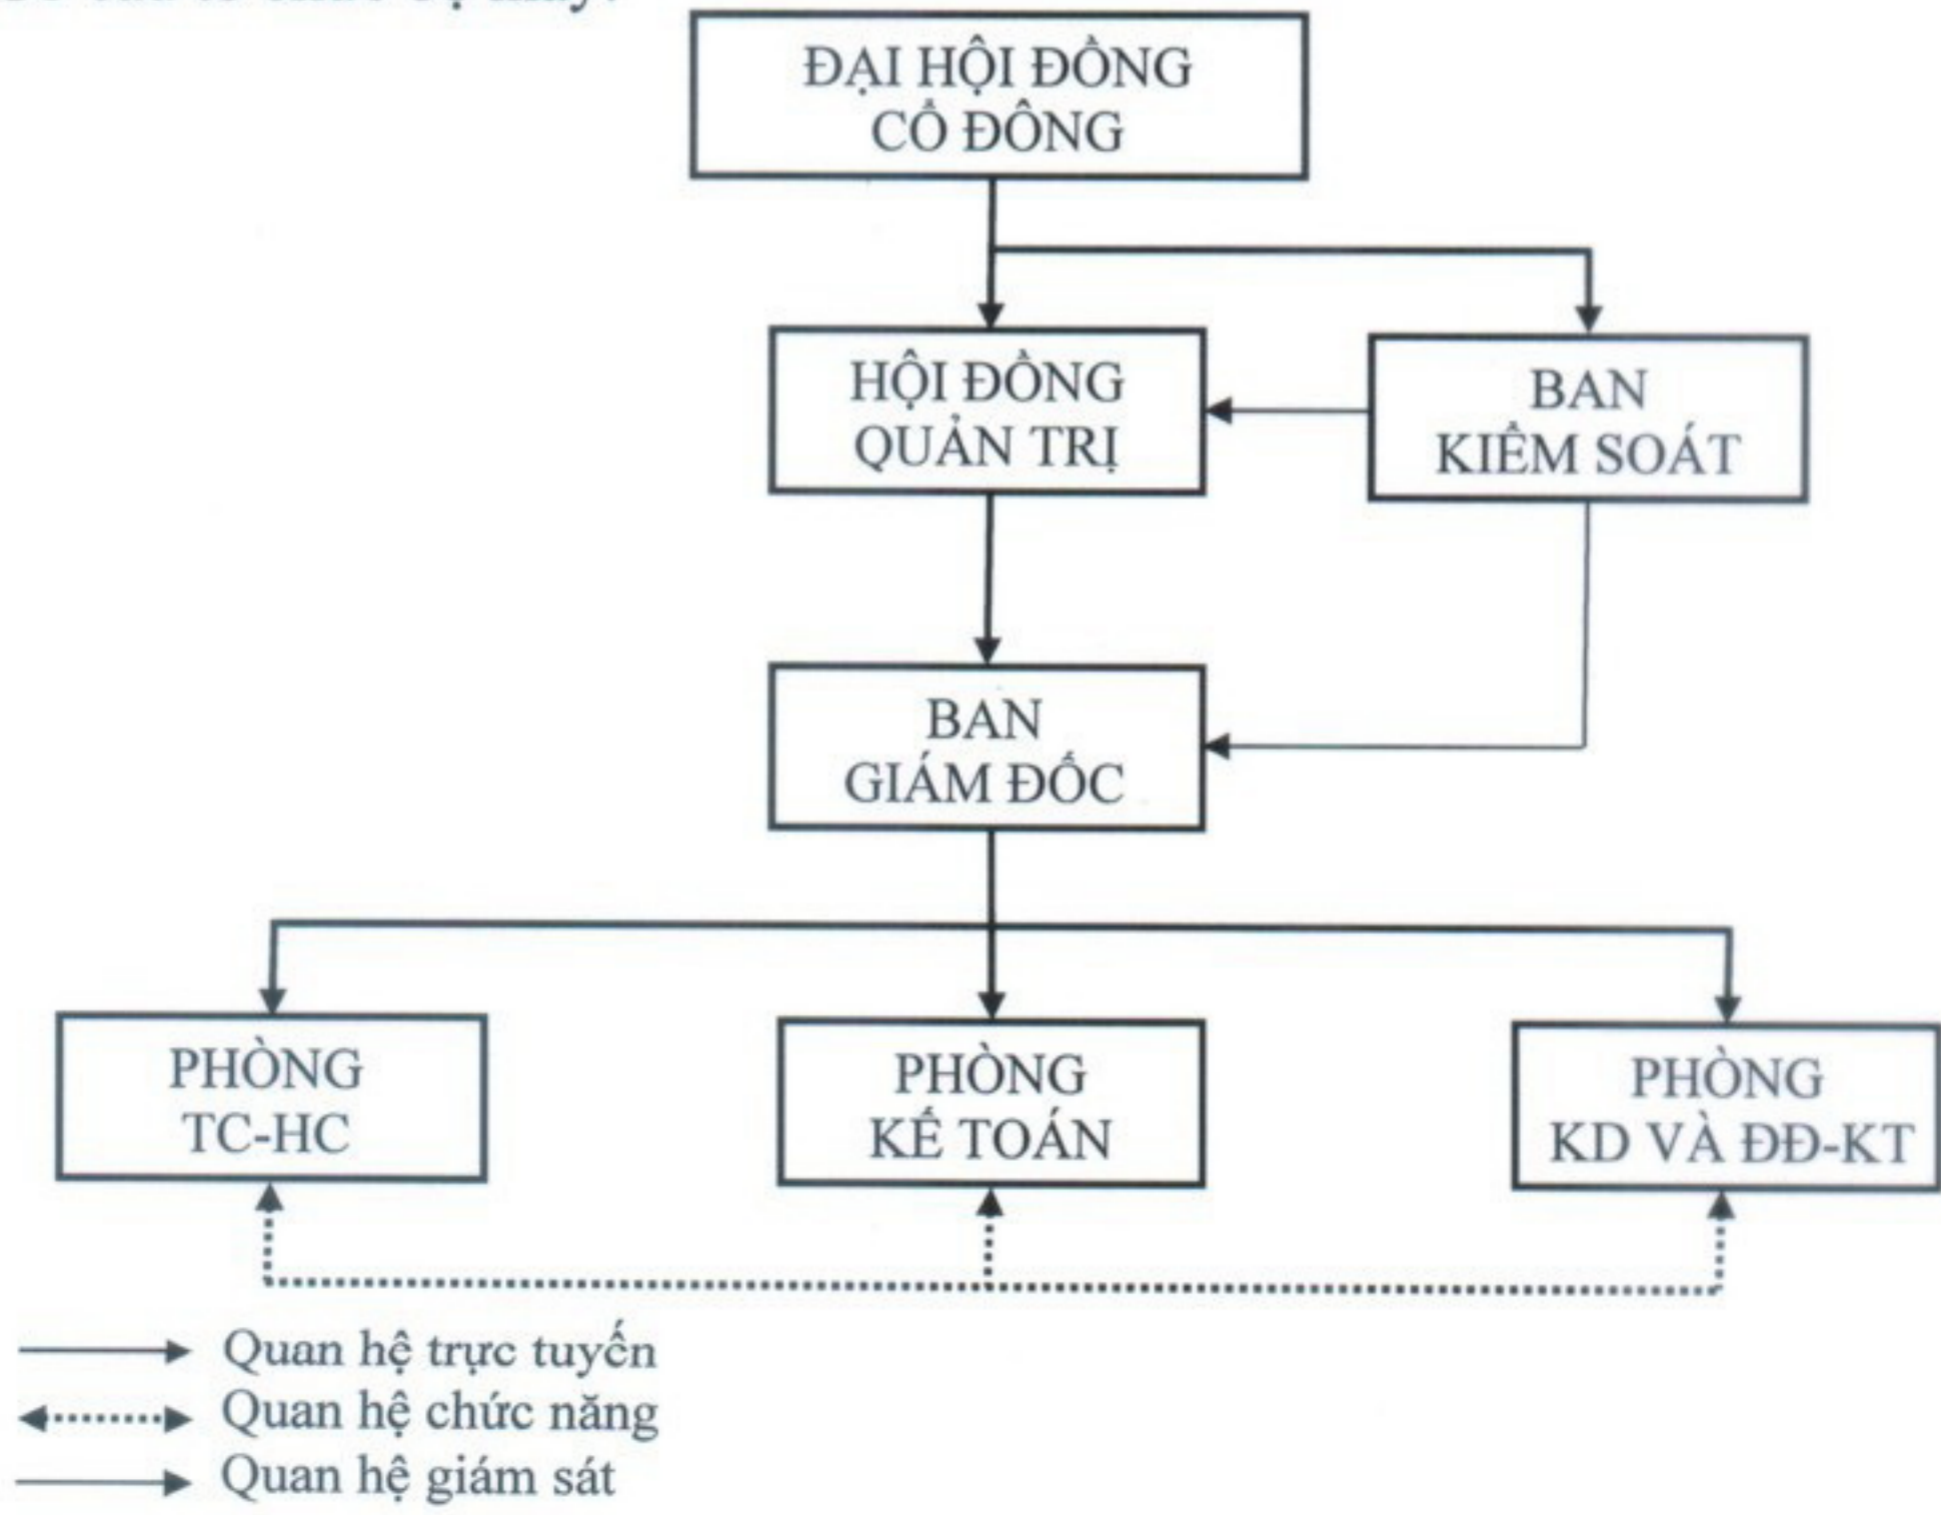 ĐẠI HỘI ĐỒNG
CỔ ĐÔNG
HỘI ĐỒNG
QUẢN TRỊ
BAN
KIỂM SOÁT
BAN
GIÁM ĐỐC
PHÒNG
TC-HC
PHÒNG
KẾ TOÁN
PHÒNG
KD VÀ ĐĐ-KT
Quan hệ trực tuyến
Quan hệ chức năng
Quan hệ giám sát